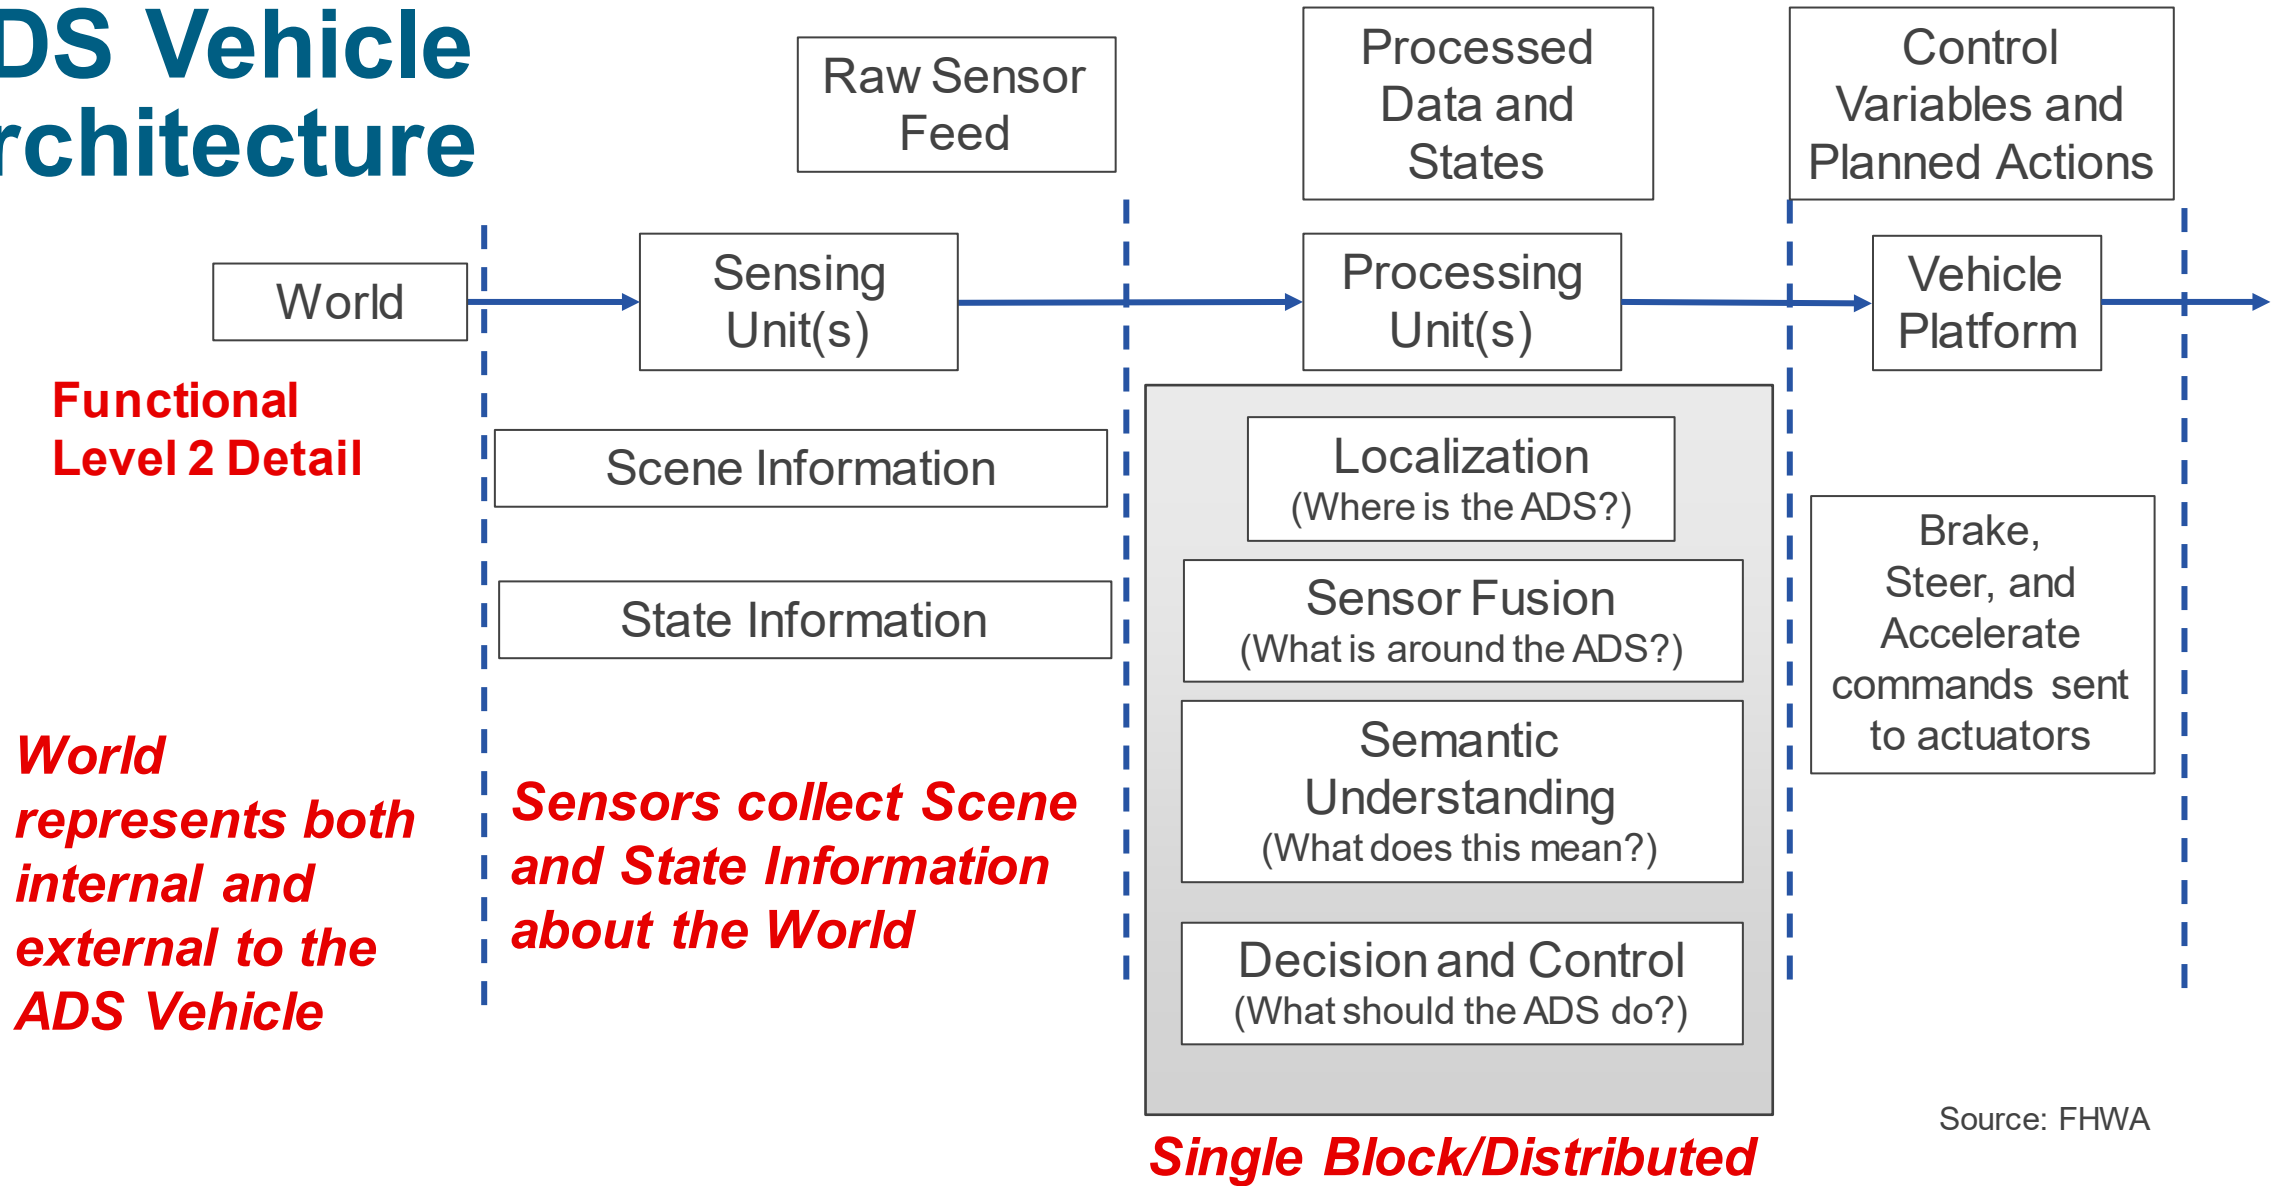 DS Vehicle
rchitecture
Raw Sensor
Feed
Processed
Data and
States
Control
Variables and
Planned Actions
World
Sensing
Unit(s)
Processing
Unit(s)
Vehicle
Platform
Functional
Level 2 Detail
Scene Information
State Information
Localization
(Where is the ADS?)
Sensor Fusion
(What is around the ADS?)
Semantic
Understanding
(What does this mean?)
Decision and Control
(What should the ADS do?)
Brake,
Steer, and
Accelerate
commands sent
to actuators
World
represents both
internal and
external to the
ADS Vehicle
Sensors collect Scene
and State Information
about the World
Single Block/Distributed
Source: FHWA